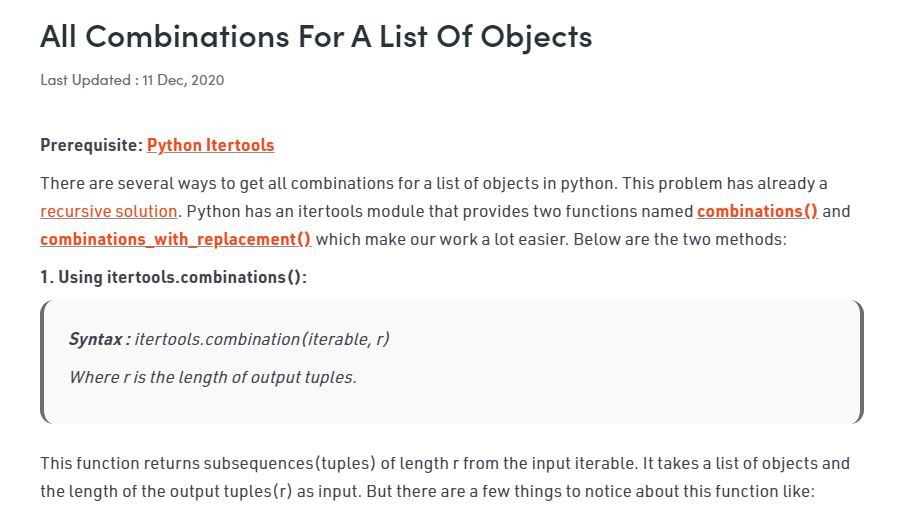 All Combinations For A List Of Objects
Last Updated : 11 Dec, 2020
Prerequisite: Python Itertools
There are several ways to get all combinations for a list of objects in python. This problem has already a
recursive solution. Python has an itertools module that provides two functions named combinations() and
combinations_with_replacement() which make our work a lot easier. Below are the two methods:
1. Using itertools.combinations():
Syntax : itertools.combination(iterable, r)
Where r is the length of output tuples.
This function returns subsequences(tuples) of length r from the input iterable. It takes a list of objects and
the length of the output tuples(r) as input. But there are a few things to notice about this function like: